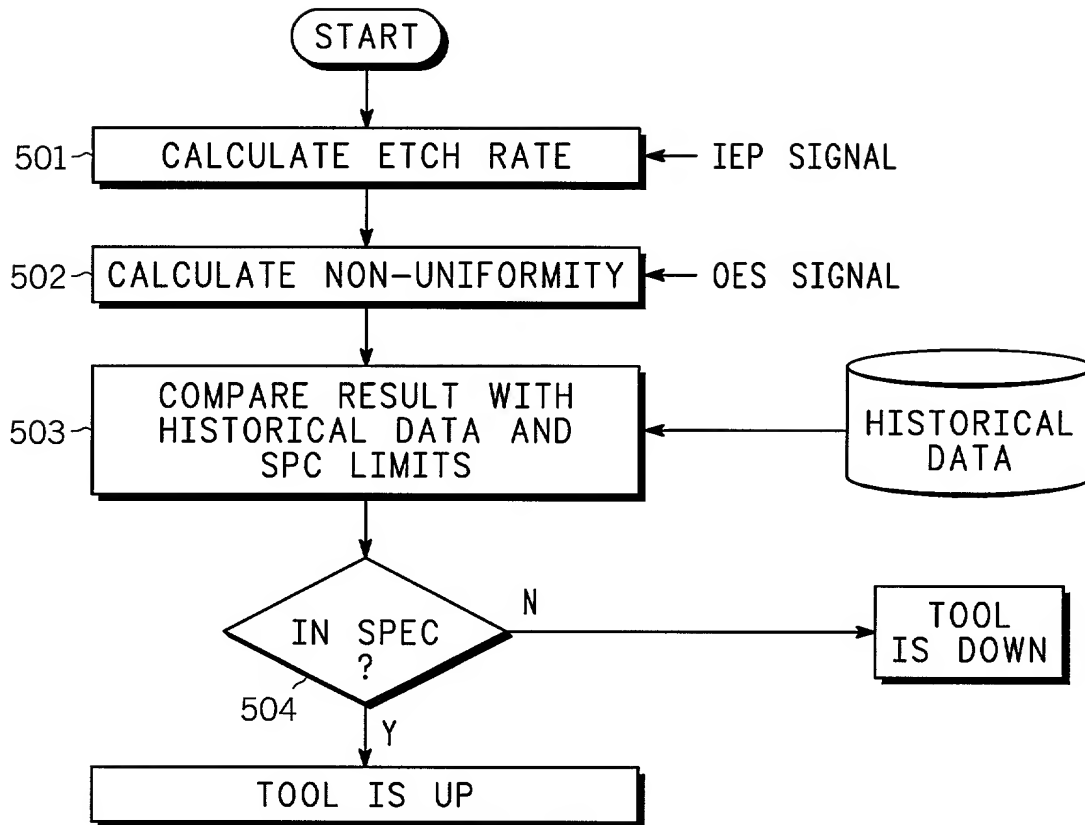 START
501
CALCULATE ETCH RATE
IEP SIGNAL
502
CALCULATE NON-UNIFORMITY
OES SIGNAL
503
COMPARE RESULT WITH
HISTORICAL DATA AND
SPC LIMITS
HISTORICAL
DATA
IN SPEC
?
504
N
TOOL
IS DOWN
Y
TOOL IS UP